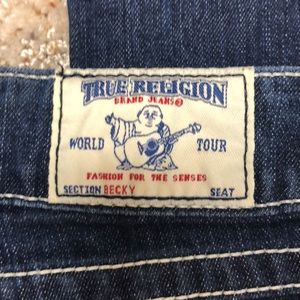 TRUE RELIGION
BRAND JEANS®
WORLD TOUR
FASHION FOR THE SENSES
SECTION BECKY SEAT